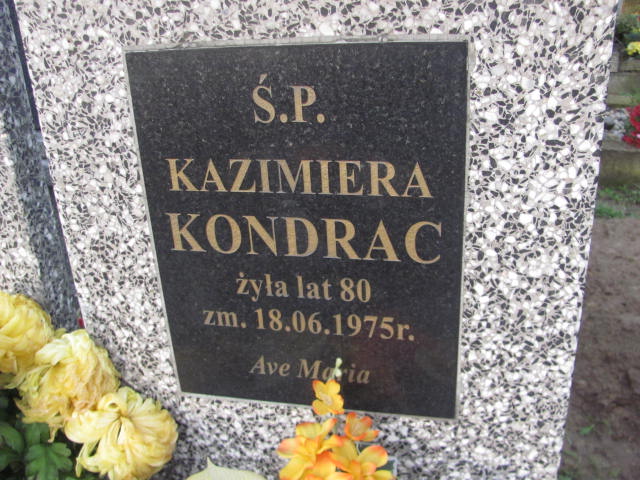 Ś.P.
KAZIMIERA
KONDRAC
żyła lat 80
zm. 18.06.1975r.
Ave Maria